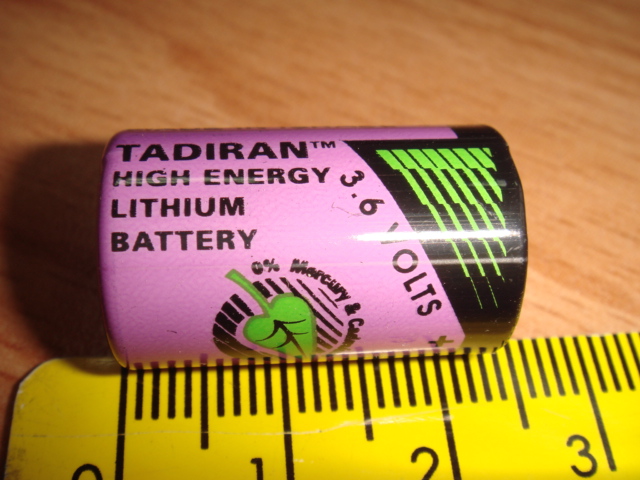 TADIRAN™
HIGH ENERGY
LITHIUM
BATTERY
3.6 VOLTS
+
0% Mercury &
0 1 2 3